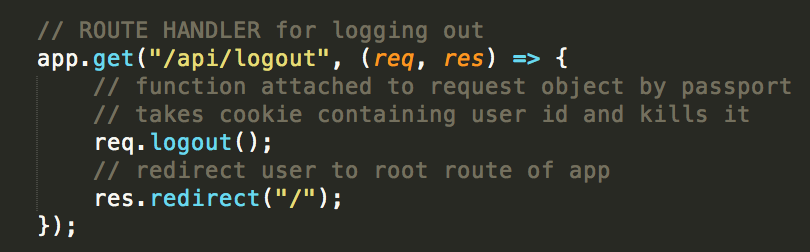 // ROUTE HANDLER for logging out
app.get("/api/logout", (req, res) => {
    // function attached to request object by passport
    // takes cookie containing user id and kills it
    req.logout();
    // redirect user to root route of app
    res.redirect("/");
});